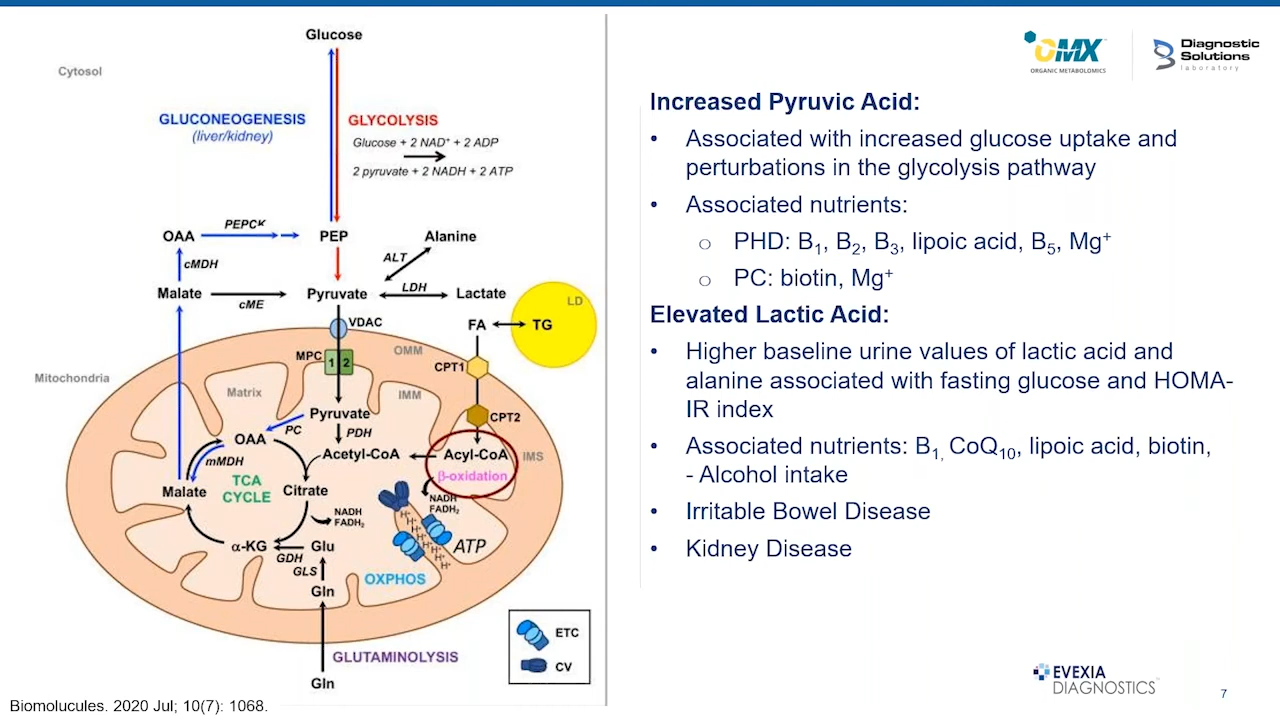 Glucose
Cytosol
GLUCONEOGENESIS
(liver/kidney)
GLYCOLYSIS
Glucose + 2 NAD+ + 2 ADP
2 pyruvate + 2 NADH + 2 ATP
OAA
PEPCK
PEP
Alanine
ALT
cMDH
Malate
cME
Pyruvate
LDH
Lactate
LD
VDAC
FA
TG
MPC
1 2
OMM
CPT1
Mitochondria
Matrix
IMM
Pyruvate
CPT2
PC
PDH
OAA
Acetyl-CoA
Acyl-CoA
IMS
mMDH
β-oxidation
TCA
CYCLE
Malate
Citrate
NADH
FADH2
NADH
FADH2
H+
H+
H+
H+
H+
H+
H+
H+
ATP
α-KG
Glu
GDH
GLS
OXPHOS
Gln
ETC
CV
GLUTAMINOLYSIS
Gln
Biomolucules. 2020 Jul; 10(7): 1068.
OMX
ORGANIC METABOLOMICS
Diagnostic
Solutions
laboratory
Increased Pyruvic Acid:
• Associated with increased glucose uptake and
perturbations in the glycolysis pathway
• Associated nutrients:
o PHD: B1, B2, B3, lipoic acid, B5, Mg+
o PC: biotin, Mg+
Elevated Lactic Acid:
• Higher baseline urine values of lactic acid and
alanine associated with fasting glucose and HOMA-
IR index
• Associated nutrients: B1, CoQ10, lipoic acid, biotin,
- Alcohol intake
• Irritable Bowel Disease
• Kidney Disease
EVEXIA
DIAGNOSTICS
7